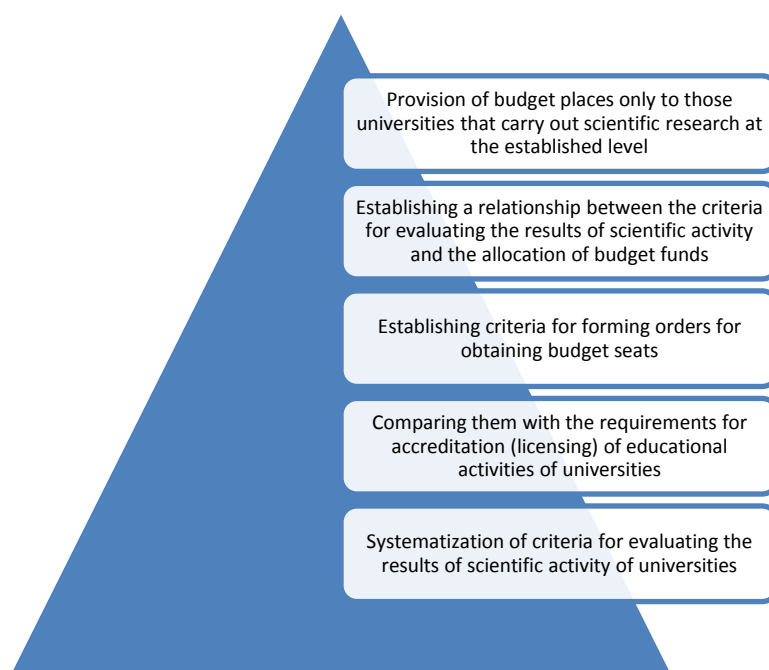 Provision of budget places only to those
universities that carry out scientific research at
the established level
Establishing a relationship between the criteria
for evaluating the results of scientific activity
and the allocation of budget funds
Establishing criteria for forming orders for
obtaining budget seats
Comparing them with the requirements for
accreditation (licensing) of educational
activities of universities
Systematization of criteria for evaluating the
results of scientific activity of universities